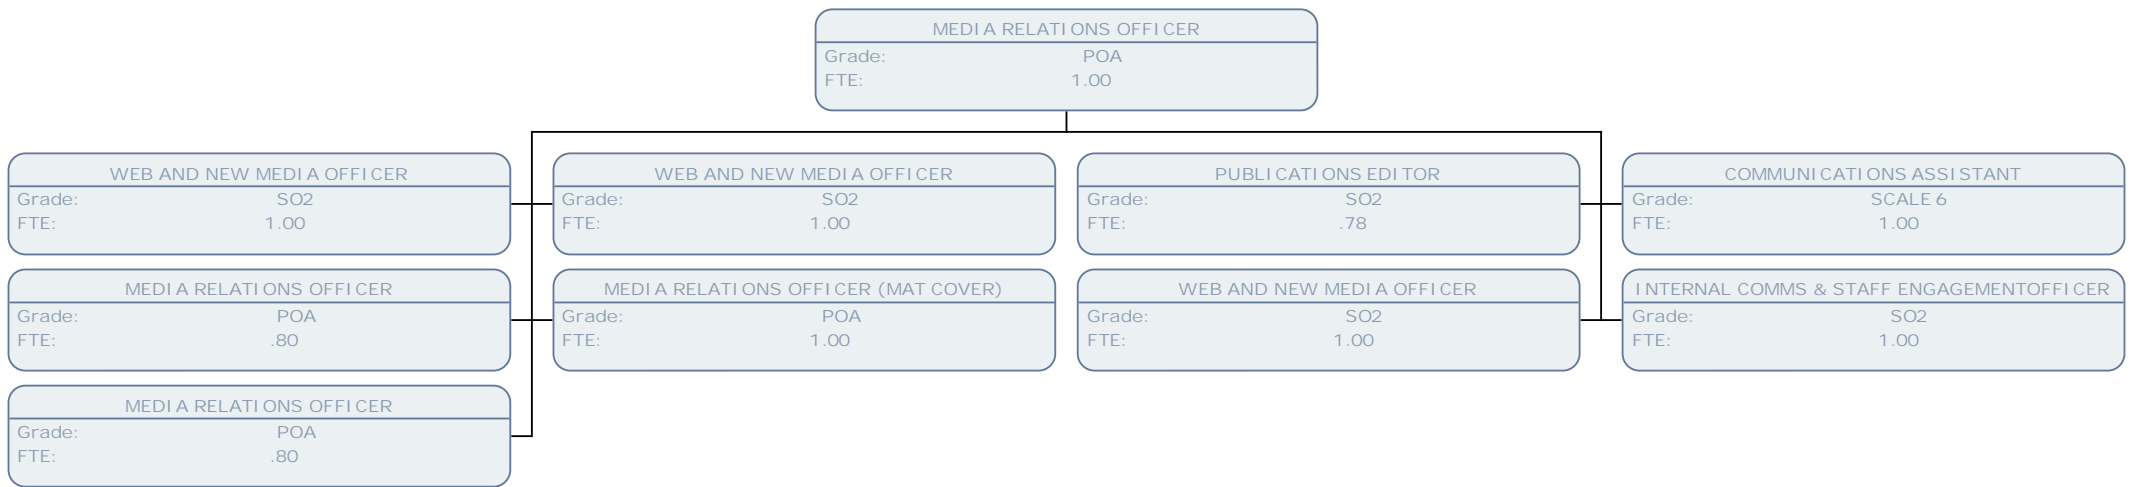 MEDIA RELATIONS OFFICER
Grade: POA
FTE: 1.00
WEB AND NEW MEDIA OFFICER
Grade: SO2
FTE: 1.00
WEB AND NEW MEDIA OFFICER
Grade: SO2
FTE: 1.00
PUBLICATIONS EDITOR
Grade: SO2
FTE: .78
COMMUNICATIONS ASSISTANT
Grade: SCALE 6
FTE: 1.00
MEDIA RELATIONS OFFICER
Grade: POA
FTE: .80
MEDIA RELATIONS OFFICER (MAT COVER)
Grade: POA
FTE: 1.00
WEB AND NEW MEDIA OFFICER
Grade: SO2
FTE: 1.00
INTERNAL COMMS & STAFF ENGAGEMENTOFFICER
Grade: SO2
FTE: 1.00
MEDIA RELATIONS OFFICER
Grade: POA
FTE: .80